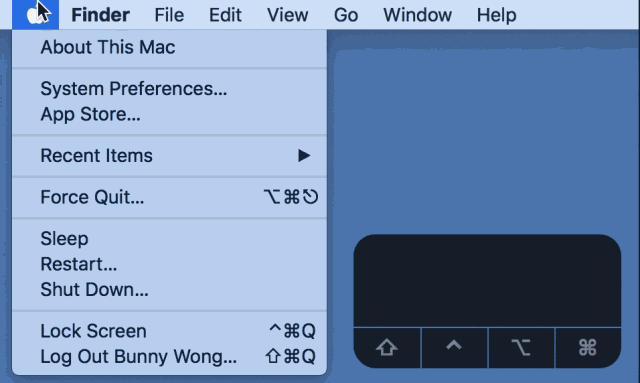 Finder File Edit View Go Window Help
About This Mac
System Preferences...
App Store...
Recent Items ▶
Force Quit... ⌥⌘⎋
Sleep
Restart...
Shut Down...
Lock Screen ^⌘Q
Log Out Bunny Wong... ⇧⌘Q
⇧ ^ ⌥ ⌘